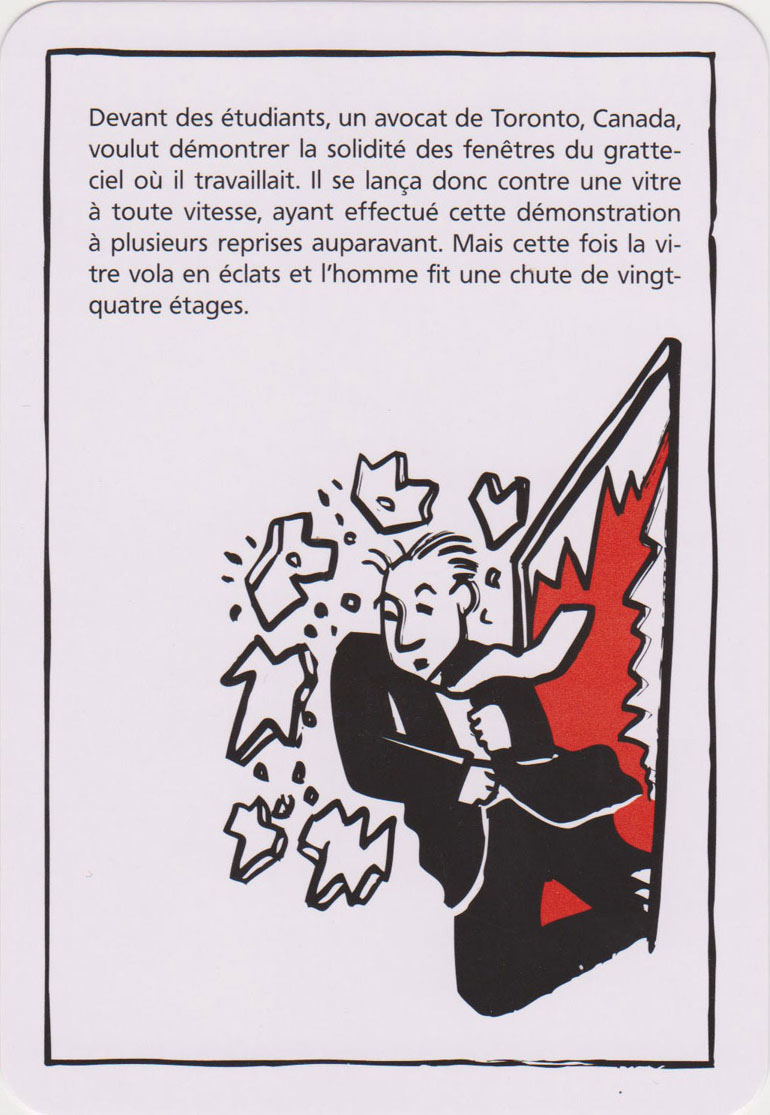 Devant des étudiants, un avocat de Toronto, Canada,
voulut démontrer la solidité des fenêtres du gratte-
ciel où il travaillait. Il se lança donc contre une vitre
à toute vitesse, ayant effectué cette démonstration
à plusieurs reprises auparavant. Mais cette fois la vi-
tre vola en éclats et l’homme fit une chute de vingt-
quatre étages.